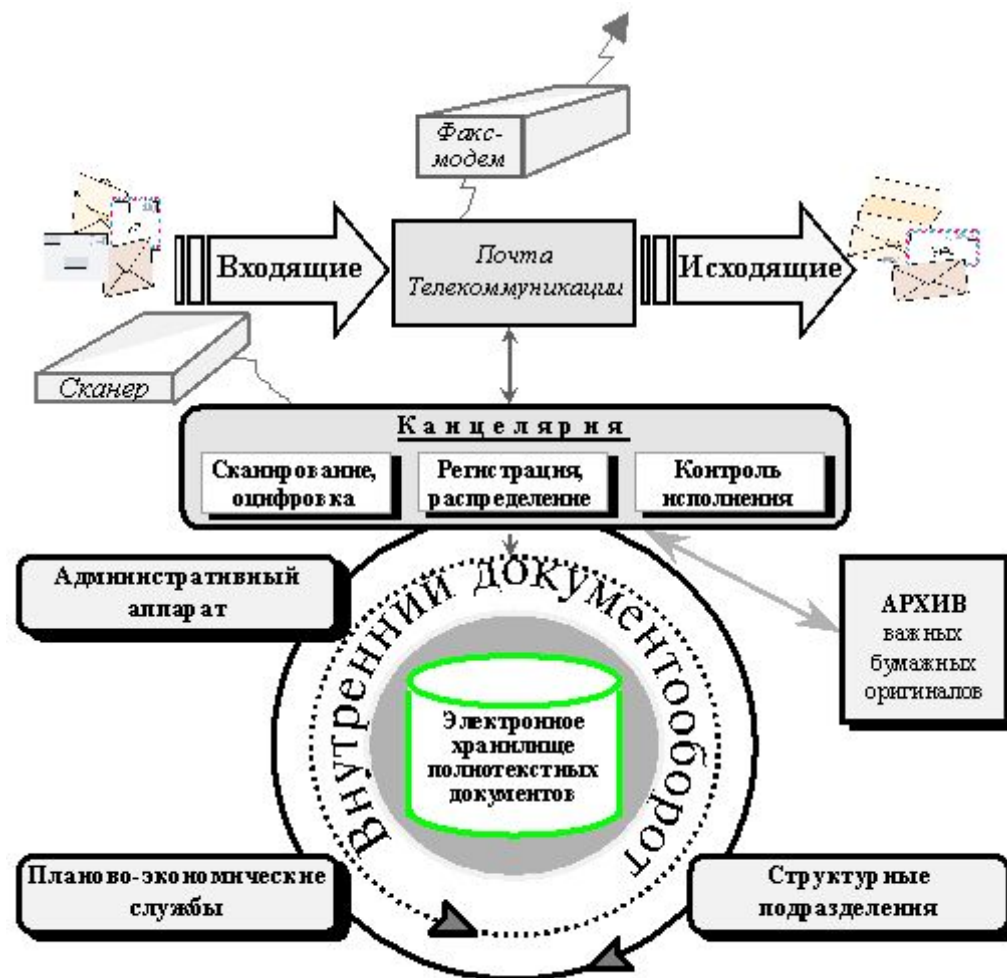 Факс-
модем
Входящие
Почта
Телекоммуникации
Исходящие
Сканер
Канцелярия
Сканирование,
оцифровка
Регистрация,
распределение
Контроль
исполнения
Административный
аппарат
Внутренний документооборот
АРХИВ
важных
бумажных
оригиналов
Электронное
хранилище
полнотекстных
документов
Планово-экономические
службы
Структурные
подразделения